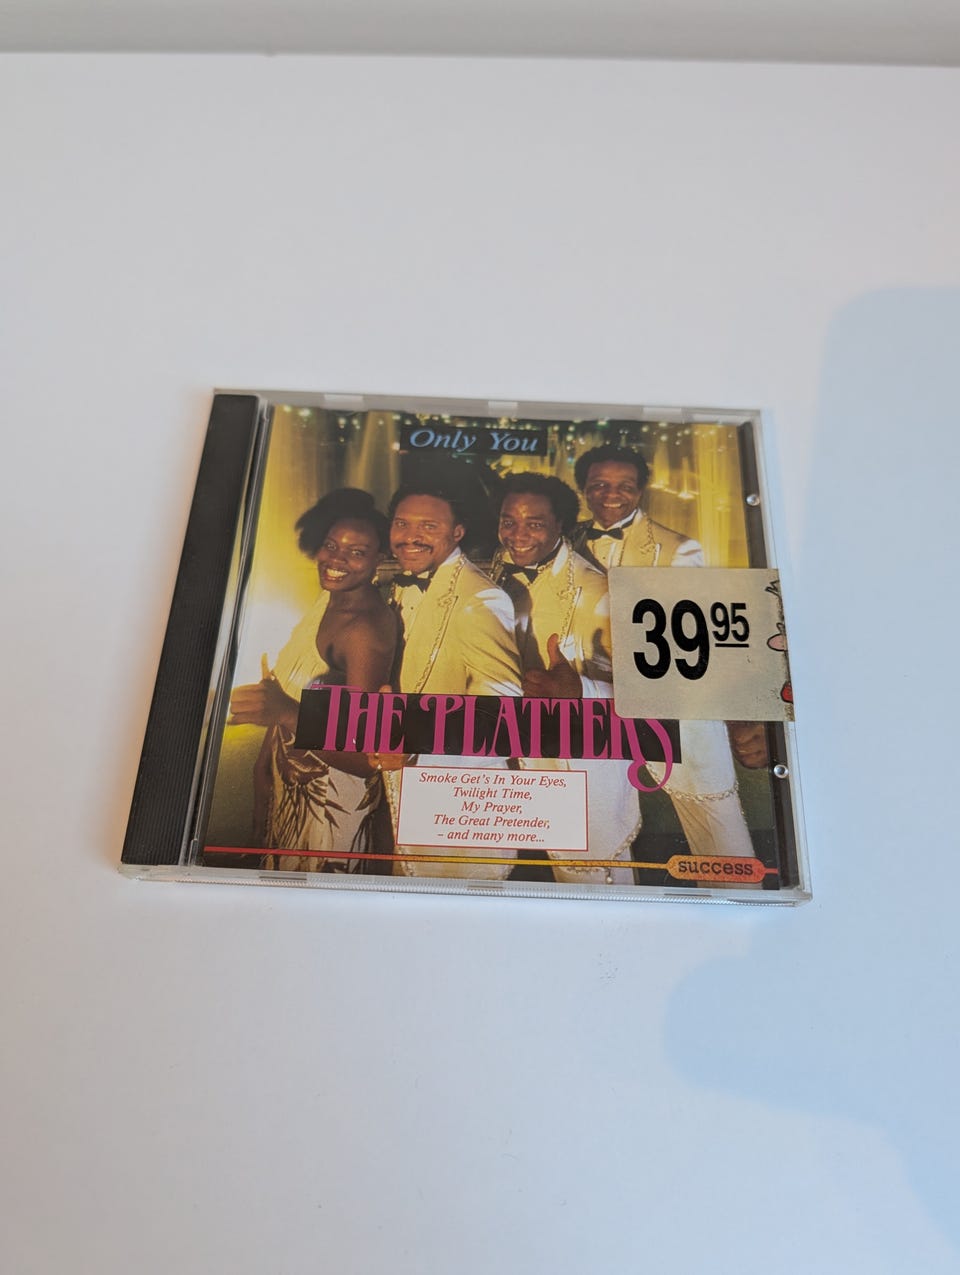 Only You
39 95
THE PLATTERS
Smoke Get's In Your Eyes,
Twilight Time,
My Prayer,
The Great Pretender,
– and many more...
success